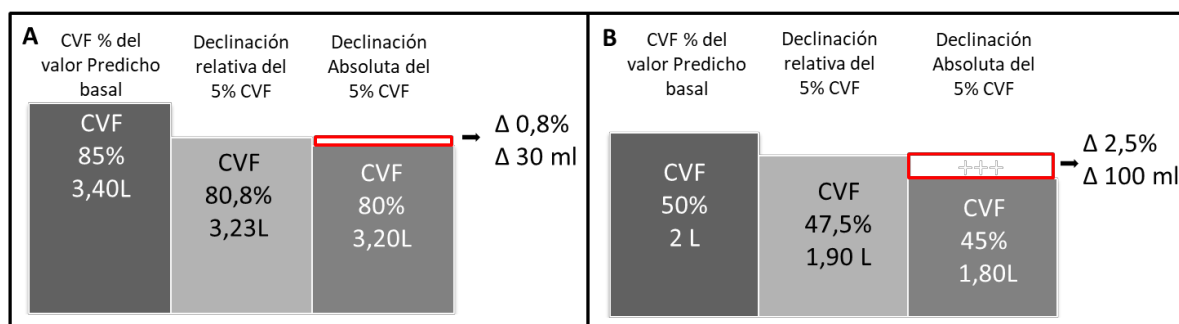 A
CVF % del
valor Predicho
basal
Declinación
relativa del
5% CVF
Declinación
Absoluta del
5% CVF
CVF
85%
3,40L
CVF
80,8%
3,23L
CVF
80%
3,20L
Δ 0,8%
Δ 30 ml
B
CVF % del
valor Predicho
basal
Declinación
relativa del
5% CVF
Declinación
Absoluta del
5% CVF
CVF
50%
2 L
CVF
47,5%
1,90 L
+++
CVF
45%
1,80L
Δ 2,5%
Δ 100 ml